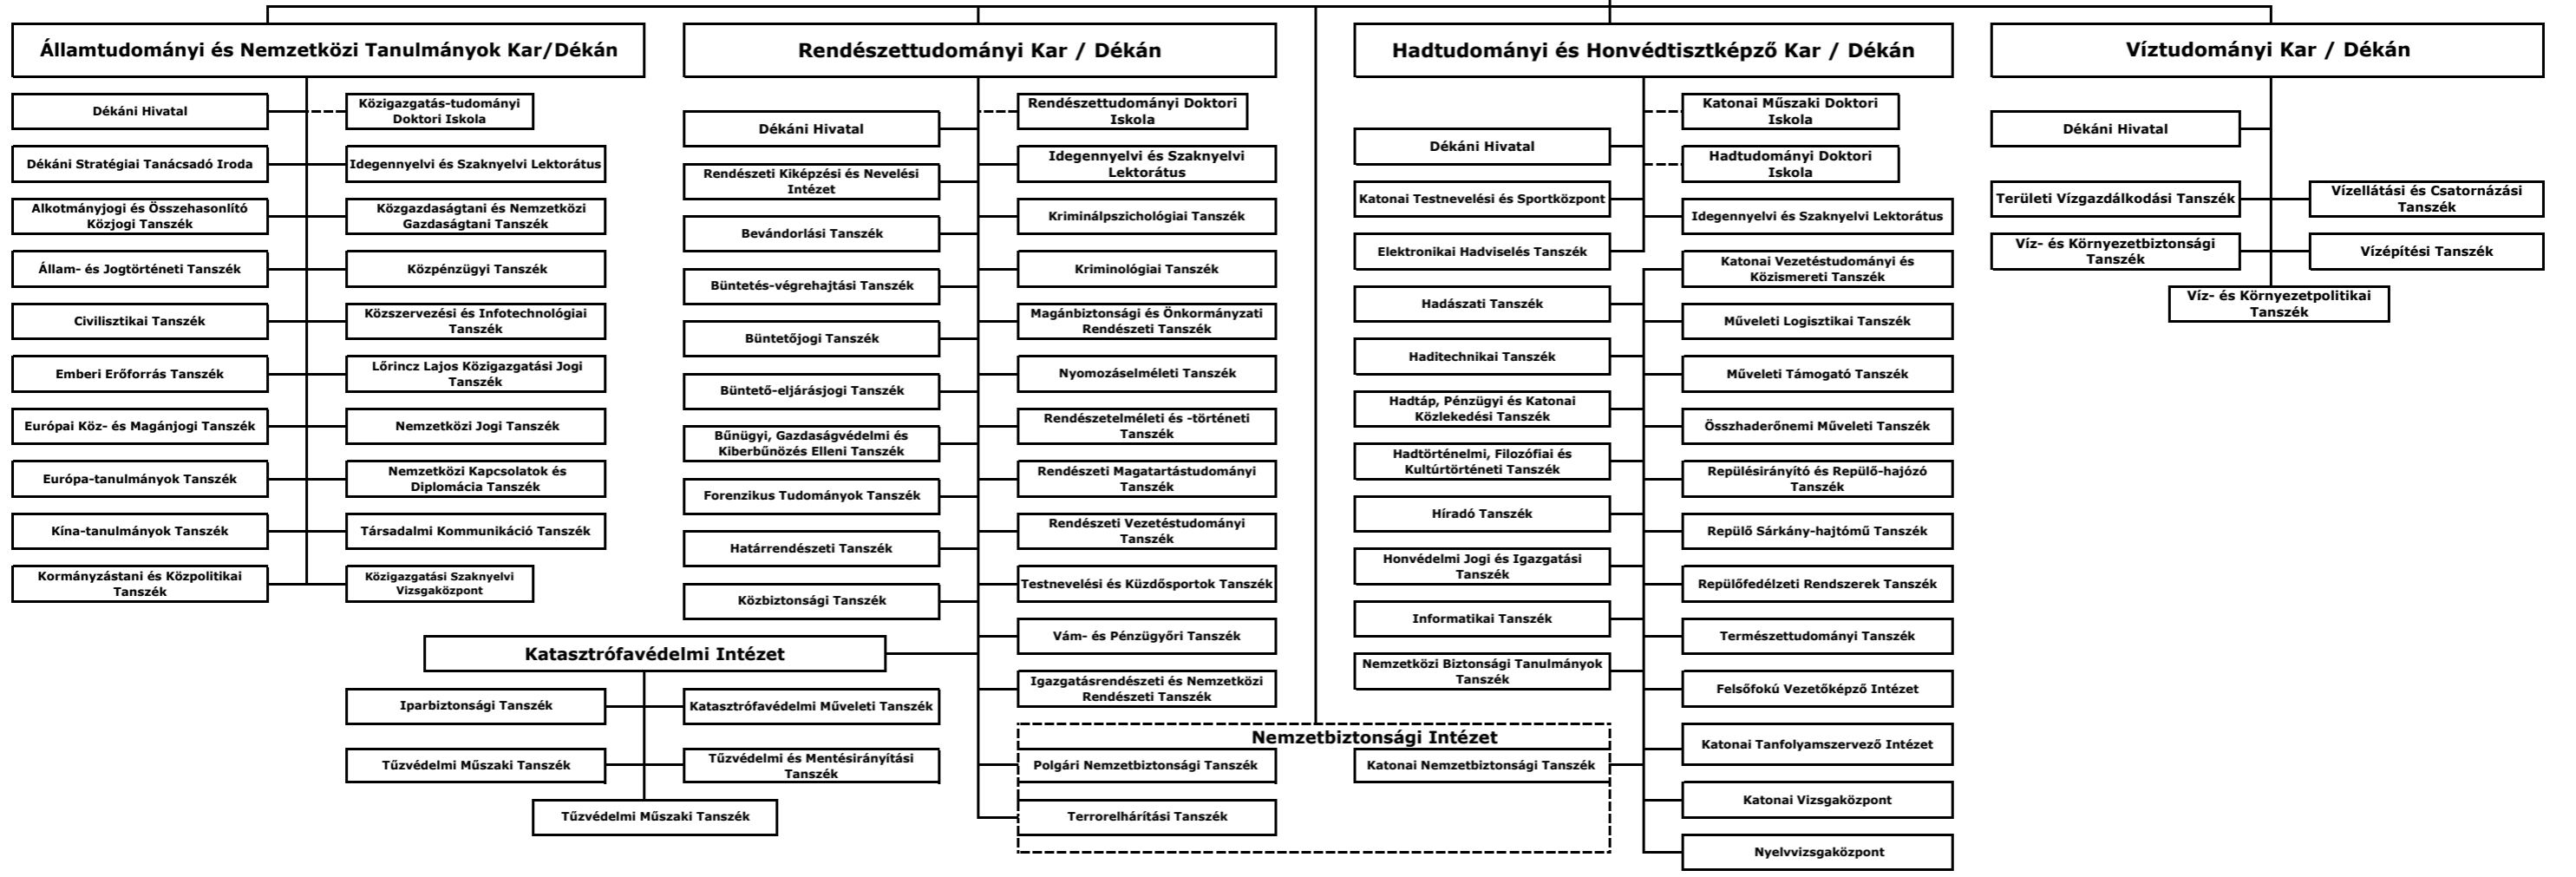 Államtudományi és Nemzetközi Tanulmányok Kar/Dékán
Dékáni Hivatal
Közigazgatás-tudományi
Doktori Iskola
Dékáni Stratégiai Tanácsadó Iroda
Idegennyelvi és Szaknyelvi Lektorátus
Alkotmányjogi és Összehasonlító
Közjogi Tanszék
Közgazdaságtani és Nemzetközi
Gazdaságtani Tanszék
Állam- és Jogtörténeti Tanszék
Közpénzügyi Tanszék
Civilisztikai Tanszék
Közszervezési és Infotechnológiai
Tanszék
Emberi Erőforrás Tanszék
Lőrincz Lajos Közigazgatási Jogi
Tanszék
Európai Köz- és Magánjogi Tanszék
Nemzetközi Jogi Tanszék
Európa-tanulmányok Tanszék
Nemzetközi Kapcsolatok és
Diplomácia Tanszék
Kína-tanulmányok Tanszék
Társadalmi Kommunikáció Tanszék
Kormányzástani és Közpolitikai
Tanszék
Közigazgatási Szaknyelvi
Vizsgaközpont
Rendészettudományi Kar / Dékán
Dékáni Hivatal
Rendészettudományi Doktori
Iskola
Rendészeti Kiképzési és Nevelési
Intézet
Idegennyelvi és Szaknyelvi
Lektorátus
Bevándorlási Tanszék
Kriminálpszichológiai Tanszék
Büntetés-végrehajtási Tanszék
Kriminológiai Tanszék
Büntetőjogi Tanszék
Magánbiztonsági és Önkormányzati
Rendészeti Tanszék
Büntető-eljárásjogi Tanszék
Nyomozáselméleti Tanszék
Bűnügyi, Gazdaságvédelmi és
Kiberbűnözés Elleni Tanszék
Rendészetelméleti és -történeti
Tanszék
Forenzikus Tudományok Tanszék
Rendészeti Magatartástudományi
Tanszék
Határrendészeti Tanszék
Rendészeti Vezetéstudományi
Tanszék
Közbiztonsági Tanszék
Testnevelési és Küzdősportok Tanszék
Vám- és Pénzügyőri Tanszék
Igazgatásrendészeti és Nemzetközi
Rendészeti Tanszék
Katasztrófavédelmi Intézet
Iparbiztonsági Tanszék
Katasztrófavédelmi Műveleti Tanszék
Tűzvédelmi Műszaki Tanszék
Tűzvédelmi és Mentésirányítási
Tanszék
Tűzvédelmi Műszaki Tanszék
Nemzetbiztonsági Intézet
Polgári Nemzetbiztonsági Tanszék
Katonai Nemzetbiztonsági Tanszék
Terrorelhárítási Tanszék
Hadtudományi és Honvédtisztképző Kar / Dékán
Dékáni Hivatal
Katonai Műszaki Doktori
Iskola
Hadtudományi Doktori
Iskola
Katonai Testnevelési és Sportközpont
Idegennyelvi és Szaknyelvi Lektorátus
Elektronikai Hadviselés Tanszék
Katonai Vezetéstudományi és
Közismereti Tanszék
Hadászati Tanszék
Műveleti Logisztikai Tanszék
Haditechnikai Tanszék
Műveleti Támogató Tanszék
Hadtáp, Pénzügyi és Katonai
Közlekedési Tanszék
Összhaderőnemi Műveleti Tanszék
Hadtörténelmi, Filozófiai és
Kultúrtörténeti Tanszék
Repülésirányító és Repülő-hajózó
Tanszék
Híradó Tanszék
Repülő Sárkány-hajtómű Tanszék
Honvédelmi Jogi és Igazgatási
Tanszék
Repülőfedélzeti Rendszerek Tanszék
Informatikai Tanszék
Természettudományi Tanszék
Nemzetközi Biztonsági Tanulmányok
Tanszék
Felsőfokú Vezetőképző Intézet
Katonai Tanfolyamszervező Intézet
Katonai Vizsgaközpont
Nyelvvizsgaközpont
Víztudományi Kar / Dékán
Dékáni Hivatal
Területi Vízgazdálkodási Tanszék
Vízellátási és Csatornázási
Tanszék
Víz- és Környezetbiztonsági
Tanszék
Vízépítési Tanszék
Víz- és Környezetpolitikai
Tanszék